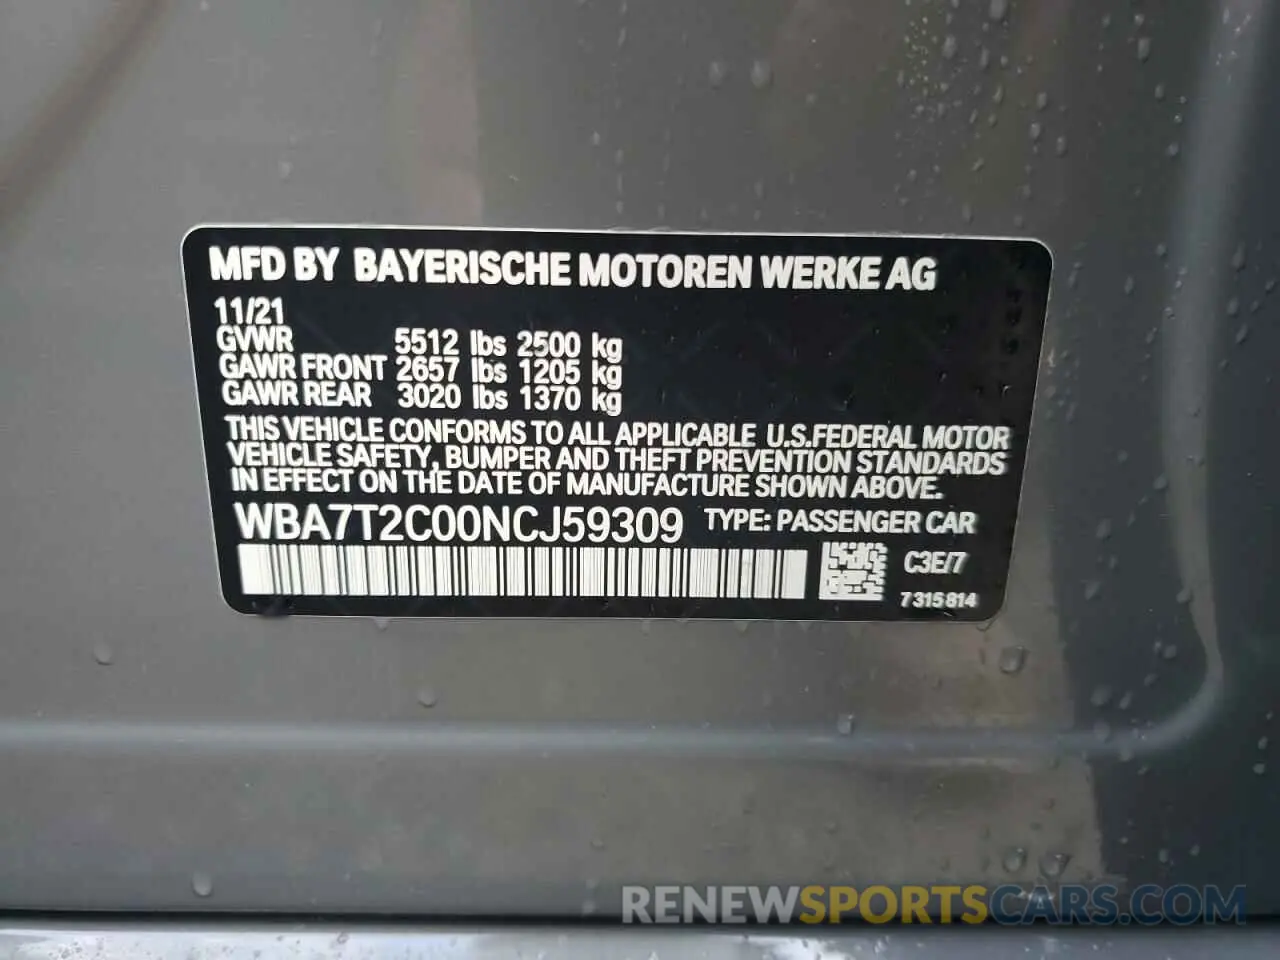 MFD BY BAYERISCHE MOTOREN WERKE AG
11/21
GVWR 5512 lbs 2500 kg
GAWR FRONT 2657 lbs 1205 kg
GAWR REAR 3020 lbs 1370 kg
THIS VEHICLE CONFORMS TO ALL APPLICABLE U.S.FEDERAL MOTOR
VEHICLE SAFETY, BUMPER AND THEFT PREVENTION STANDARDS
IN EFFECT ON THE DATE OF MANUFACTURE SHOWN ABOVE.
WBA7T2C00NCJ59309 TYPE: PASSENGER CAR
C3E/7
7315814
RENEWSPORTSCARS.COM